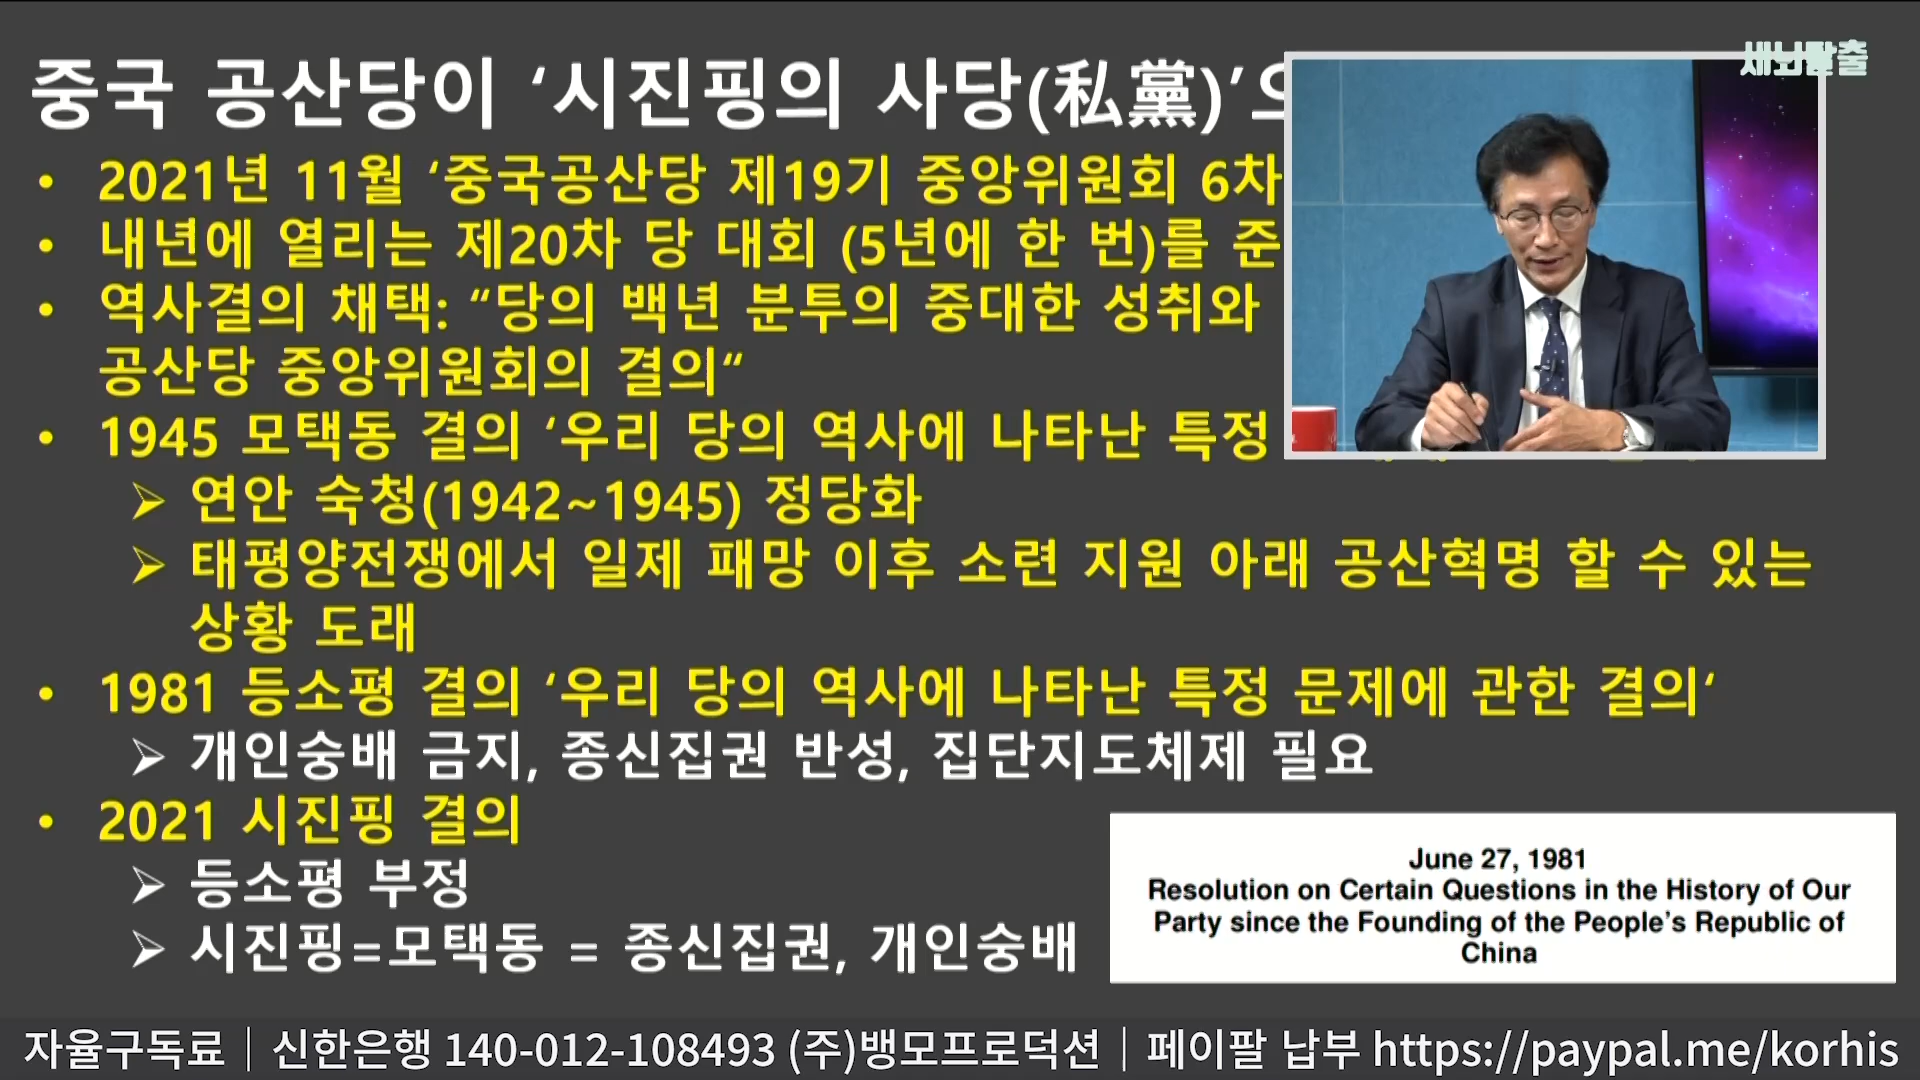 세뇌탈출
중국 공산당이 ‘시진핑의 사당(私黨)’으
• 2021년 11월 ‘중국공산당 제19기 중앙위원회 6차
• 내년에 열리는 제20차 당 대회 (5년에 한 번)를 준
• 역사결의 채택: “당의 백년 분투의 중대한 성취와
공산당 중앙위원회의 결의“
• 1945 모택동 결의 ‘우리 당의 역사에 나타난 특정
➢ 연안 숙청(1942~1945) 정당화
➢ 태평양전쟁에서 일제 패망 이후 소련 지원 아래 공산혁명 할 수 있는
상황 도래
• 1981 등소평 결의 ‘우리 당의 역사에 나타난 특정 문제에 관한 결의‘
➢ 개인숭배 금지, 종신집권 반성, 집단지도체제 필요
• 2021 시진핑 결의
➢ 등소평 부정
➢ 시진핑=모택동 = 종신집권, 개인숭배
June 27, 1981
Resolution on Certain Questions in the History of Our
Party since the Founding of the People’s Republic of
China
자율구독료│신한은행 140-012-108493 (주)뱅모프로덕션│페이팔 납부 https://paypal.me/korhis